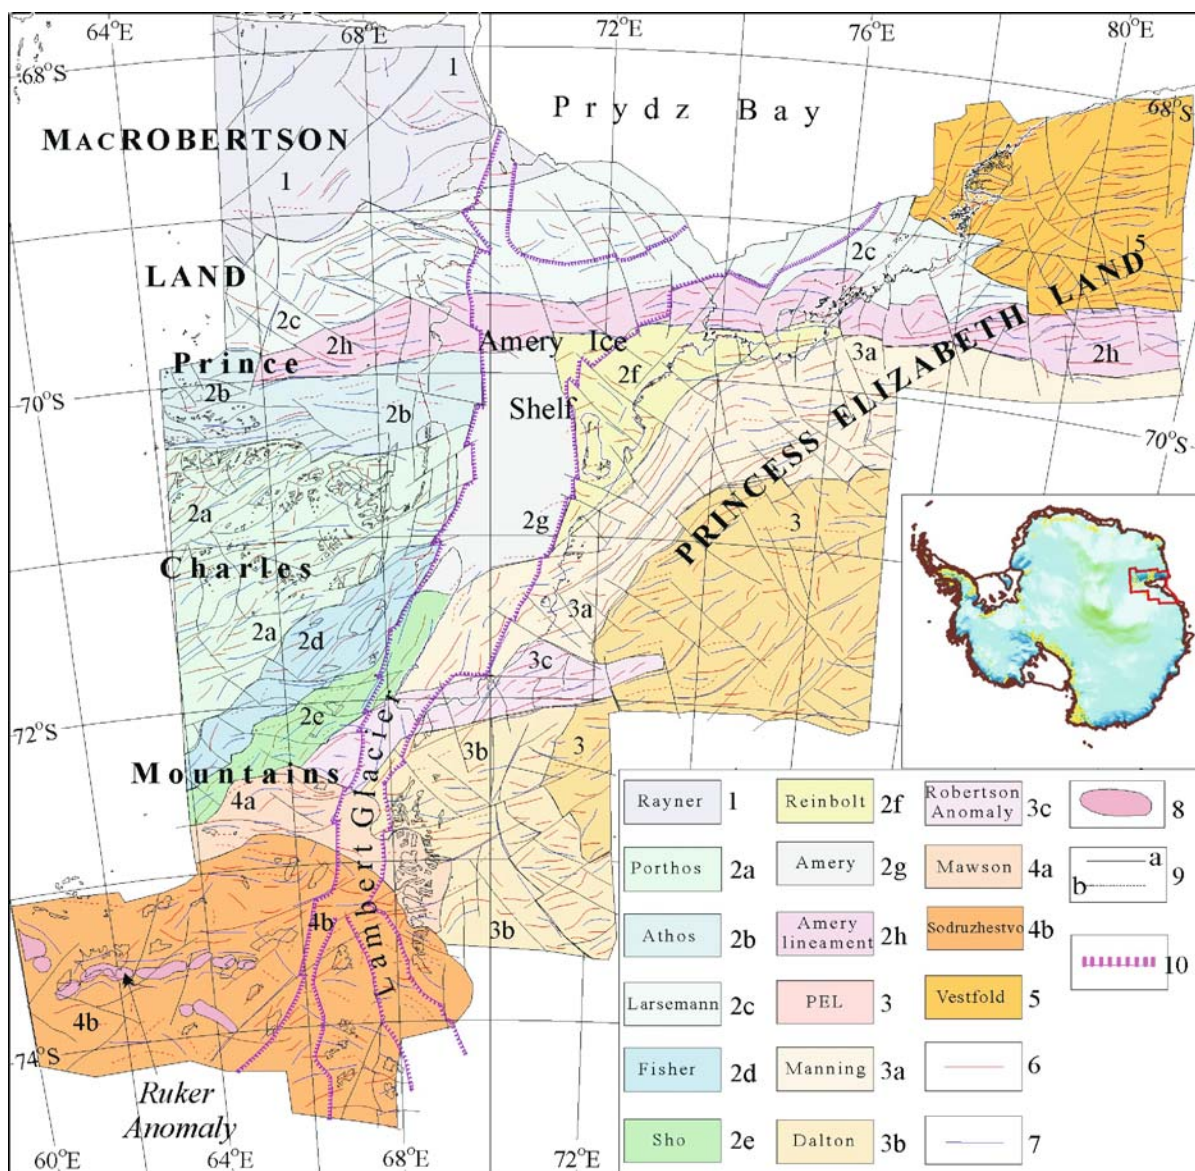 64°E 68°E 72°E 76°E 80°E
68°S
68°S
1
Prydz Bay
MACROBERTSON
1
5
LAND
2c
2c
2h
Amery Ice
Prince
2h
3a
2h
2b
2b
2f
70°S
Shelf
70°S
PRINCESS ELIZABETH LAND
2a
2g
3
Charles
3a
2a
2d
3c
2e
72°S
3b
3
Mountains
4a
Lambert Glacier
4b
3b
4b
74°S
Ruker
Anomaly
60°E 64°E 68°E 72°E
Rayner 1
Porthos 2a
Athos 2b
Larsemann 2c
Fisher 2d
Sho 2e
Reinbolt 2f
Amery 2g
Amery
lineament 2h
PEL 3
Manning 3a
Dalton 3b
Robertson
Anomaly 3c
Mawson 4a
Sodruzhestvo 4b
Vestfold 5
6
7
8
a
b 9
10